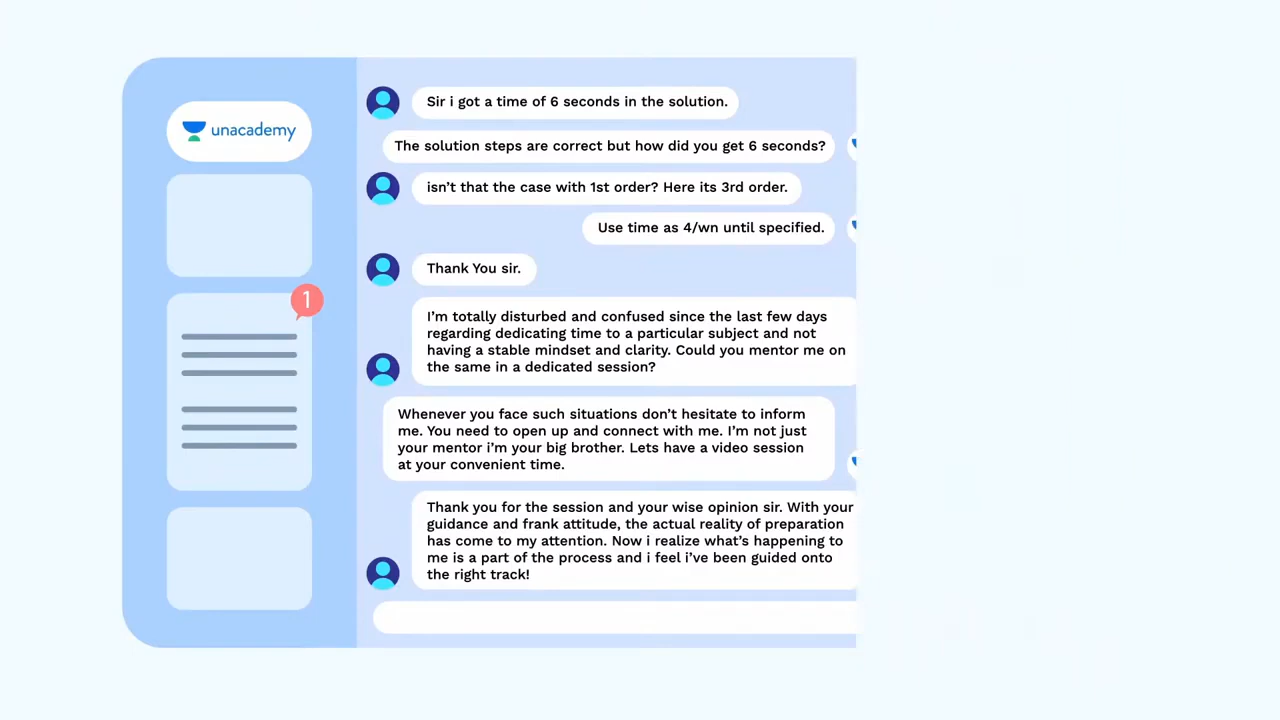 unacademy
1
Sir i got a time of 6 seconds in the solution.
The solution steps are correct but how did you get 6 seconds?
isn't that the case with 1st order? Here its 3rd order.
Use time as 4/wn until specified.
Thank You sir.
I'm totally disturbed and confused since the last few days
regarding dedicating time to a particular subject and not
having a stable mindset and clarity. Could you mentor me on
the same in a dedicated session?
Whenever you face such situations don't hesitate to inform
me. You need to open up and connect with me. I'm not just
your mentor i'm your big brother. Lets have a video session
at your convenient time.
Thank you for the session and your wise opinion sir. With your
guidance and frank attitude, the actual reality of preparation
has come to my attention. Now i realize what's happening to
me is a part of the process and i feel i've been guided onto
the right track!